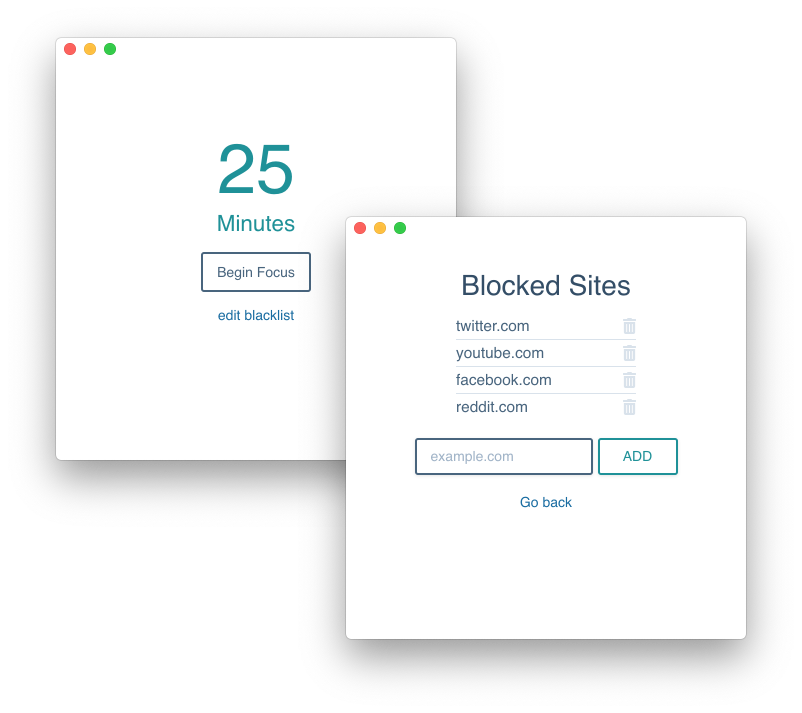 25
Minutes
Begin Focus
edit blacklist
Blocked Sites
twitter.com
youtube.com
facebook.com
reddit.com
example.com ADD
Go back